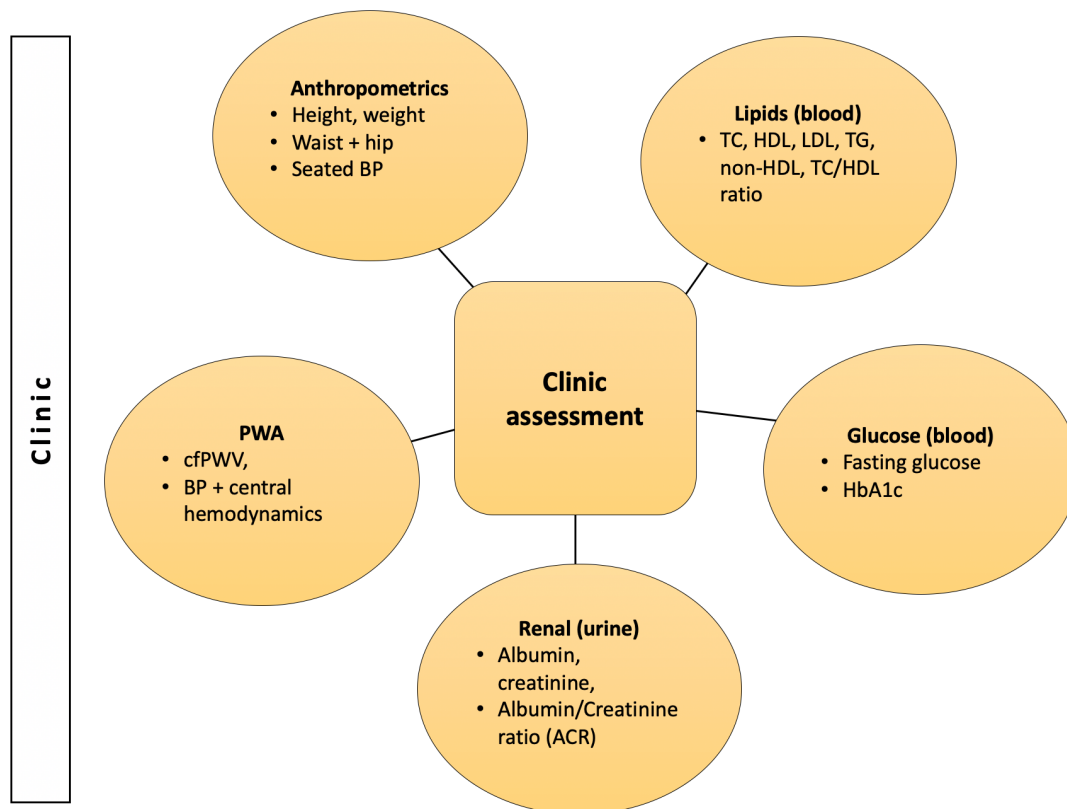 Clinic
Anthropometrics
• Height, weight
• Waist + hip
• Seated BP
Lipids (blood)
• TC, HDL, LDL, TG,
non-HDL, TC/HDL
ratio
Clinic
assessment
PWA
• cfPWV,
• BP + central
hemodynamics
Glucose (blood)
• Fasting glucose
• HbA1c
Renal (urine)
• Albumin,
creatinine,
• Albumin/Creatinine
ratio (ACR)